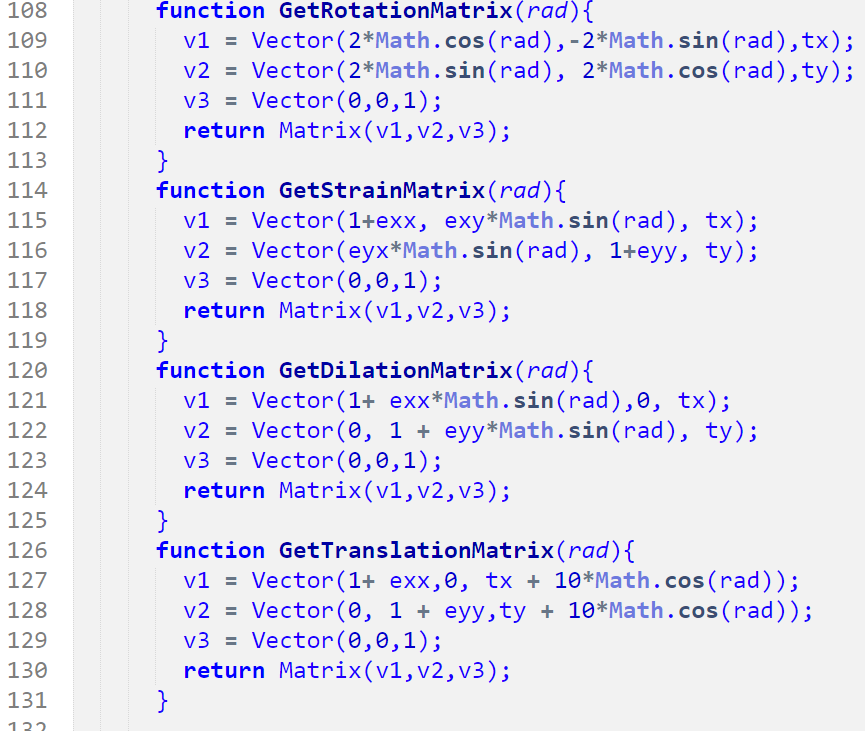 108 function GetRotationMatrix(rad){
109 v1 = Vector(2*Math.cos(rad),-2*Math.sin(rad),tx);
110 v2 = Vector(2*Math.sin(rad), 2*Math.cos(rad),ty);
111 v3 = Vector(0,0,1);
112 return Matrix(v1,v2,v3);
113 }
114 function GetStrainMatrix(rad){
115 v1 = Vector(1+exx, exy*Math.sin(rad), tx);
116 v2 = Vector(eyx*Math.sin(rad), 1+eyy, ty);
117 v3 = Vector(0,0,1);
118 return Matrix(v1,v2,v3);
119 }
120 function GetDilationMatrix(rad){
121 v1 = Vector(1+ exx*Math.sin(rad),0, tx);
122 v2 = Vector(0, 1 + eyy*Math.sin(rad), ty);
123 v3 = Vector(0,0,1);
124 return Matrix(v1,v2,v3);
125 }
126 function GetTranslationMatrix(rad){
127 v1 = Vector(1+ exx,0, tx + 10*Math.cos(rad));
128 v2 = Vector(0, 1 + eyy,ty + 10*Math.cos(rad));
129 v3 = Vector(0,0,1);
130 return Matrix(v1,v2,v3);
131 }
132